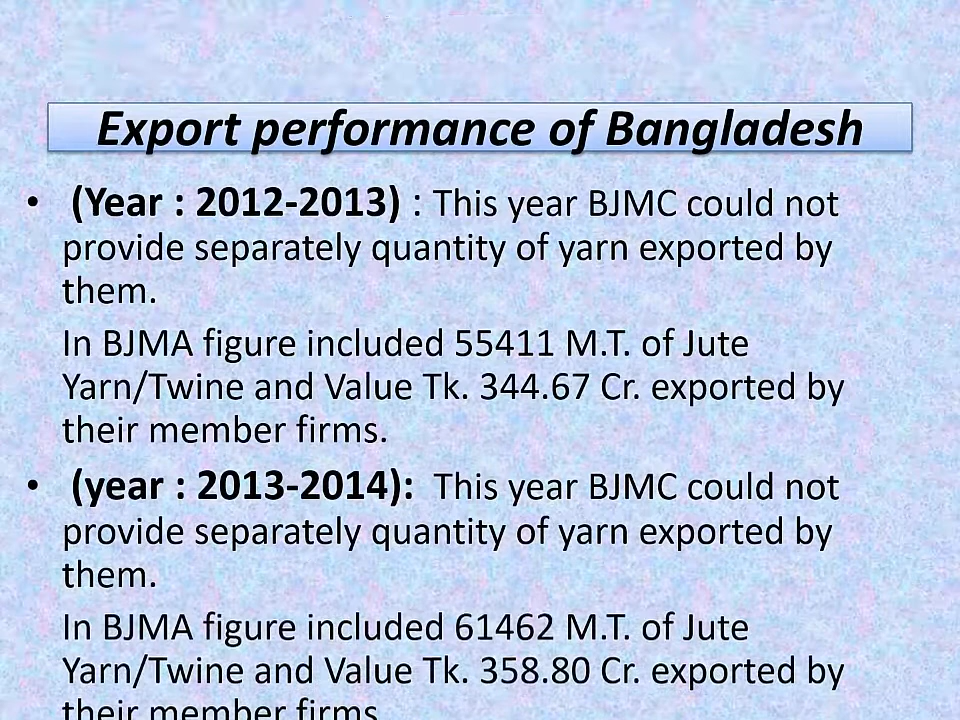 Export performance of Bangladesh
• (Year : 2012-2013) : This year BJMC could not
provide separately quantity of yarn exported by
them.
In BJMA figure included 55411 M.T. of Jute
Yarn/Twine and Value Tk. 344.67 Cr. exported by
their member firms.
• (year : 2013-2014): This year BJMC could not
provide separately quantity of yarn exported by
them.
In BJMA figure included 61462 M.T. of Jute
Yarn/Twine and Value Tk. 358.80 Cr. exported by
their member firms